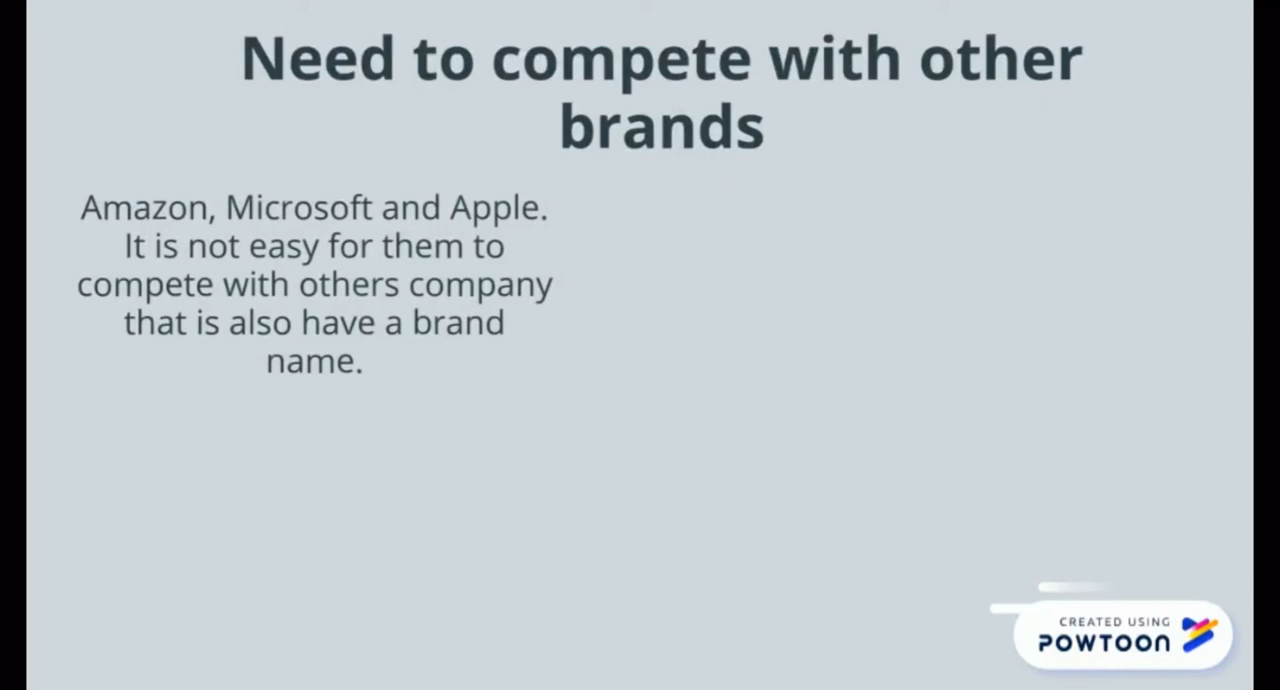 Need to compete with other
brands
Amazon, Microsoft and Apple.
It is not easy for them to
compete with others company
that is also have a brand
name.
CREATED USING
POWTOON